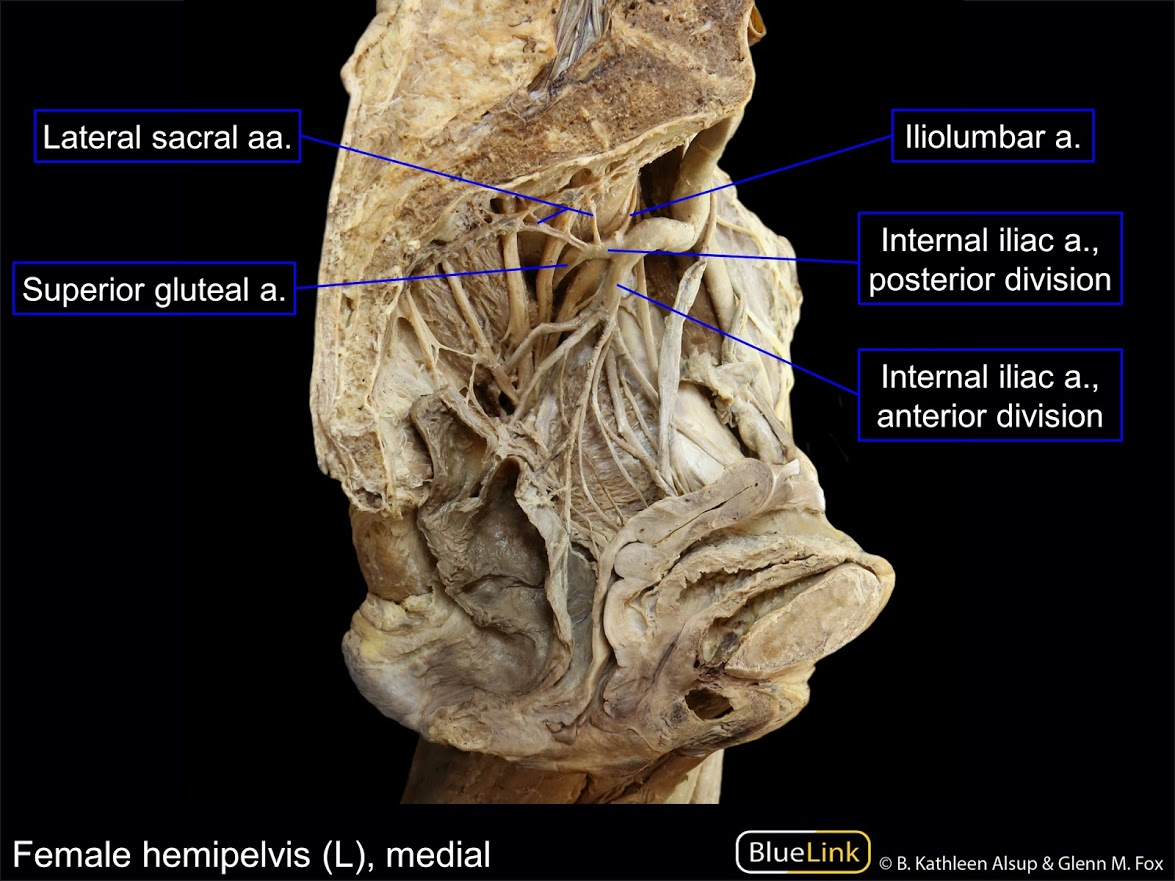 Lateral sacral aa.
Iliolumbar a.
Internal iliac a.,
posterior division
Superior gluteal a.
Internal iliac a.,
anterior division
Female hemipelvis (L), medial
BlueLink
© B. Kathleen Alsup & Glenn M. Fox